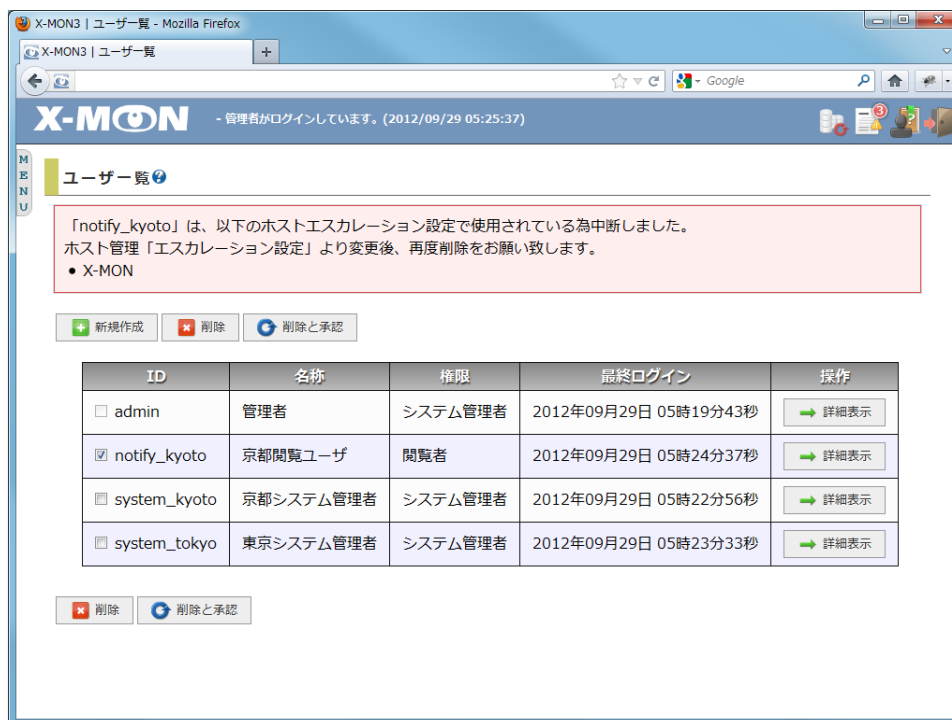 X-MON3 | ユーザー覧 - Mozilla Firefox
X-MON3 | ユーザー覧
Google
X-MON - 管理者がログインしています。(2012/09/29 05:25:37)
3
MENU
ユーザ一覧
「notify_kyoto」は、以下のホストエスカレーション設定で使用されている為中断しました。
ホスト管理「エスカレーション設定」より変更後、再度削除をお願い致します。
• X-MON
新規作成 削除 削除と承認
ID 名称 権限 最終ログイン 操作
admin 管理者 システム管理者 2012年09月29日 05時19分43秒 詳細表示
notify_kyoto 京都閲覧ユーザ 閲覧者 2012年09月29日 05時24分37秒 詳細表示
system_kyoto 京都システム管理者 システム管理者 2012年09月29日 05時22分56秒 詳細表示
system_tokyo 東京システム管理者 システム管理者 2012年09月29日 05時23分33秒 詳細表示
削除 削除と承認